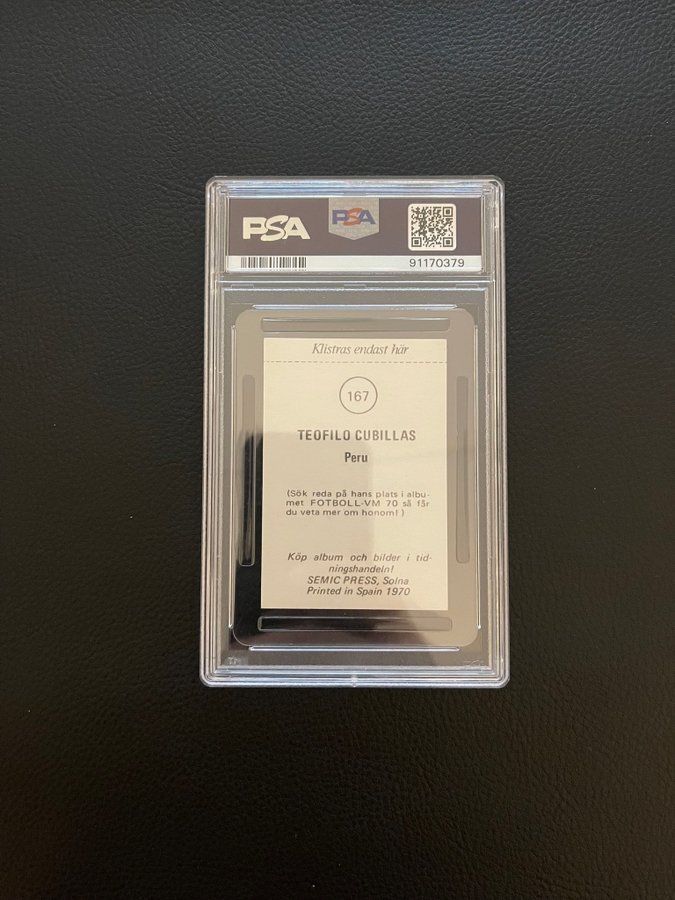 PSA
PSA
91170379
Klistras endast här
167
TEOFILO CUBILLAS
Peru
(Sök reda på hans plats i albu-
met FOTBOLL-VM 70 så får
du veta mer om honom!)
Köp album och bilder i tid-
ningshandeln!
SEMIC PRESS, Solna
Printed in Spain 1970